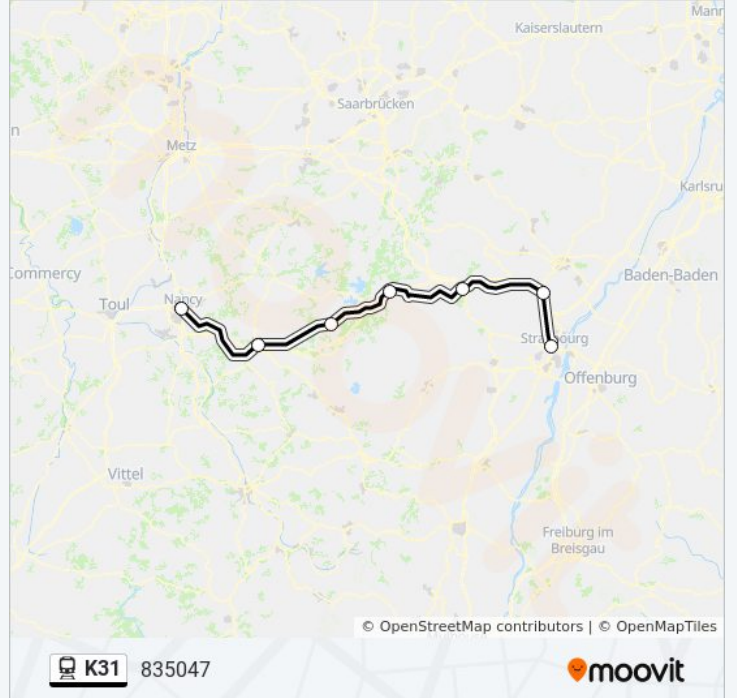 Mann
Kaiserslautern
Saarbrücken
n
Metz
Karlsru
Commercy
Toul
Nancy
Baden-Baden
Strasbourg
Offenburg
Vittel
Freiburg im
Breisgau
© OpenStreetMap contributors | © OpenMapTiles
K31 835047
moovit